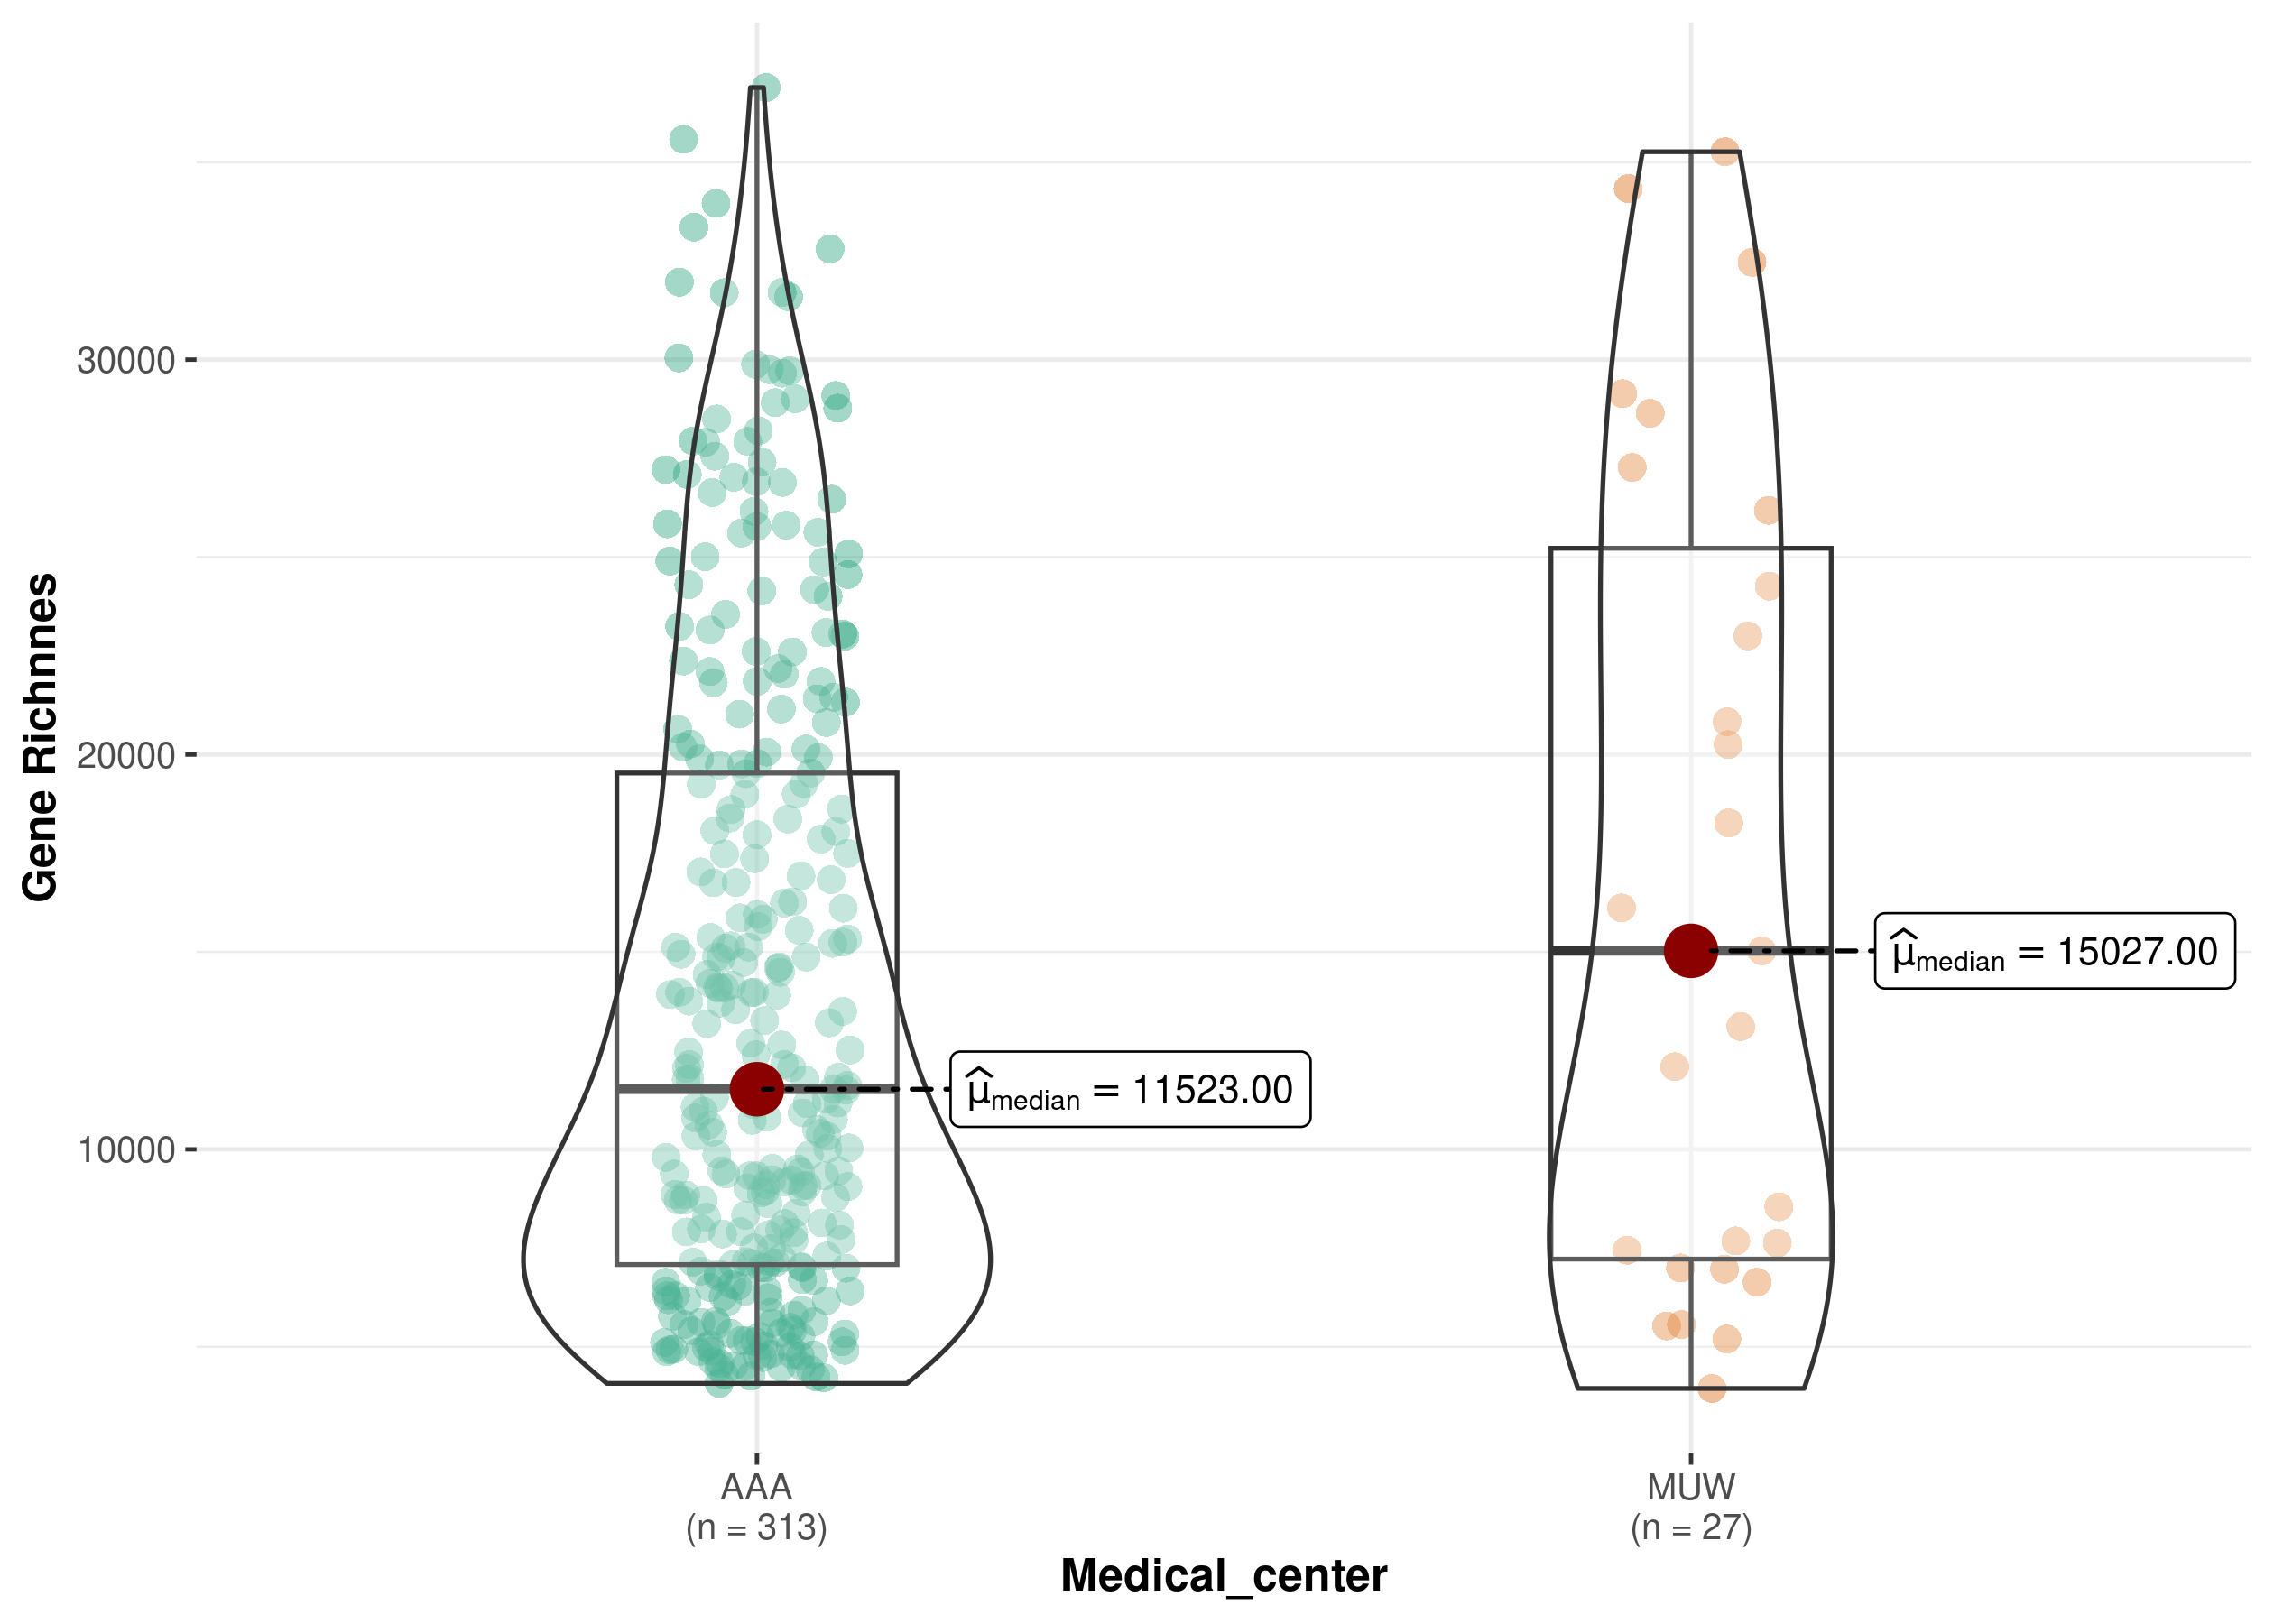 Gene Richnnes
30000
20000
10000
μ̂median = 11523.00
μ̂median = 15027.00
AAA
(n = 313)
MUW
(n = 27)
Medical_center